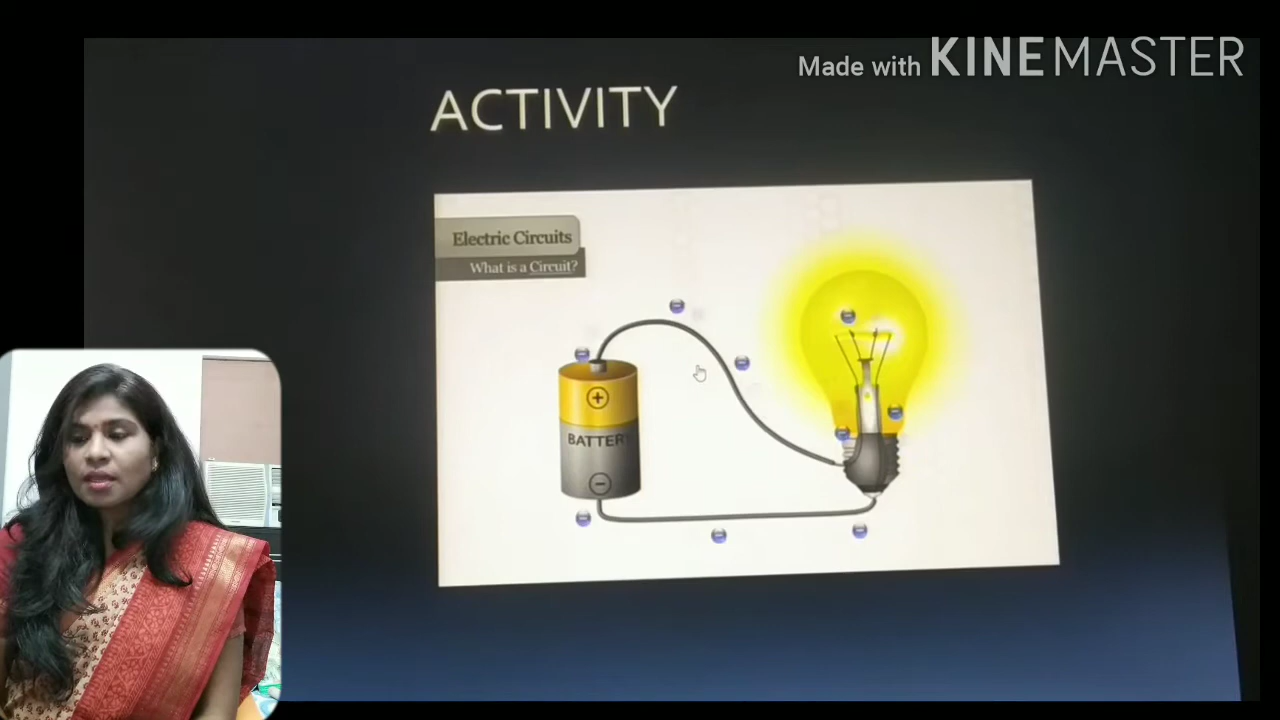 Made with KINEMASTER
ACTIVITY
Electric Circuits
What is a Circuit?
+
BATTERY
−